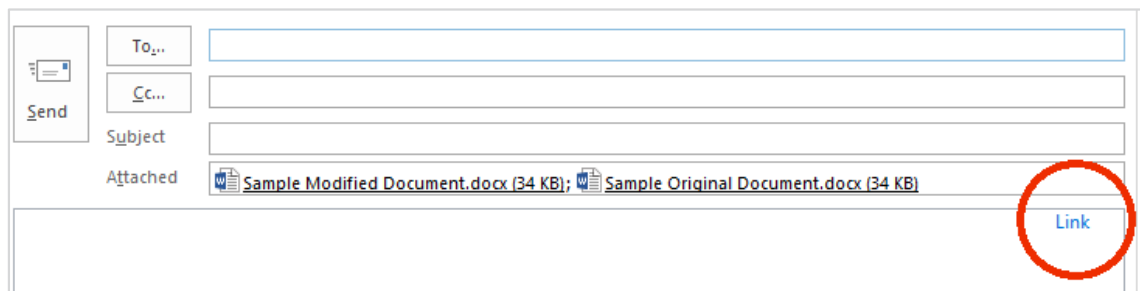 To...
Cc...
Send
Subject
Attached
Sample Modified Document.docx (34 KB); Sample Original Document.docx (34 KB)
Link